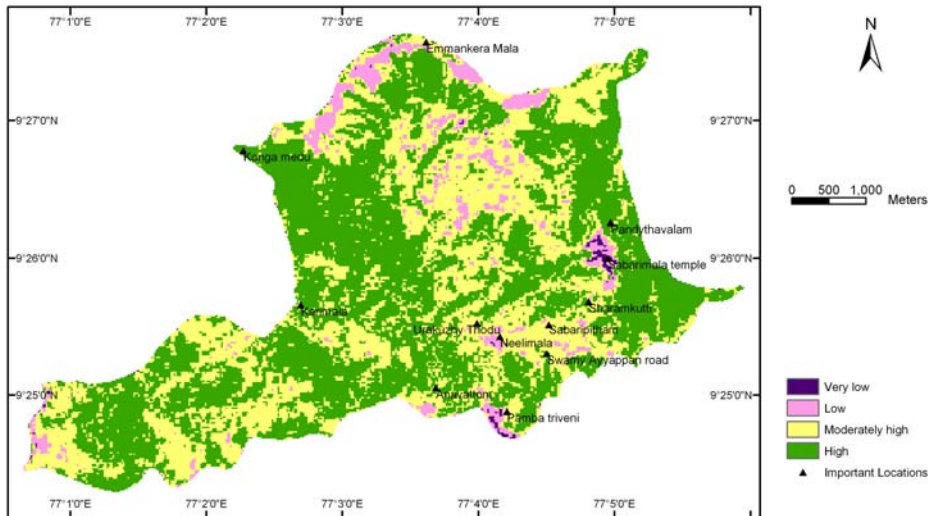 77°1'0"E 77°2'0"E 77°3'0"E 77°4'0"E 77°5'0"E
N
Emmankera Mala
9°27'0"N 9°27'0"N
Konga medu
0 500 1,000
Meters
Pandythavalam
9°26'0"N 9°26'0"N
Sabarimala temple
Sharamkutti
Karimala
Urakuzhy Thodu
Sabaripitham
Neelimala
Swamy Ayyappan road
9°25'0"N 9°25'0"N
Pamba triveni
Very low
Low
Moderately high
High
Important Locations
77°1'0"E 77°2'0"E 77°3'0"E 77°4'0"E 77°5'0"E